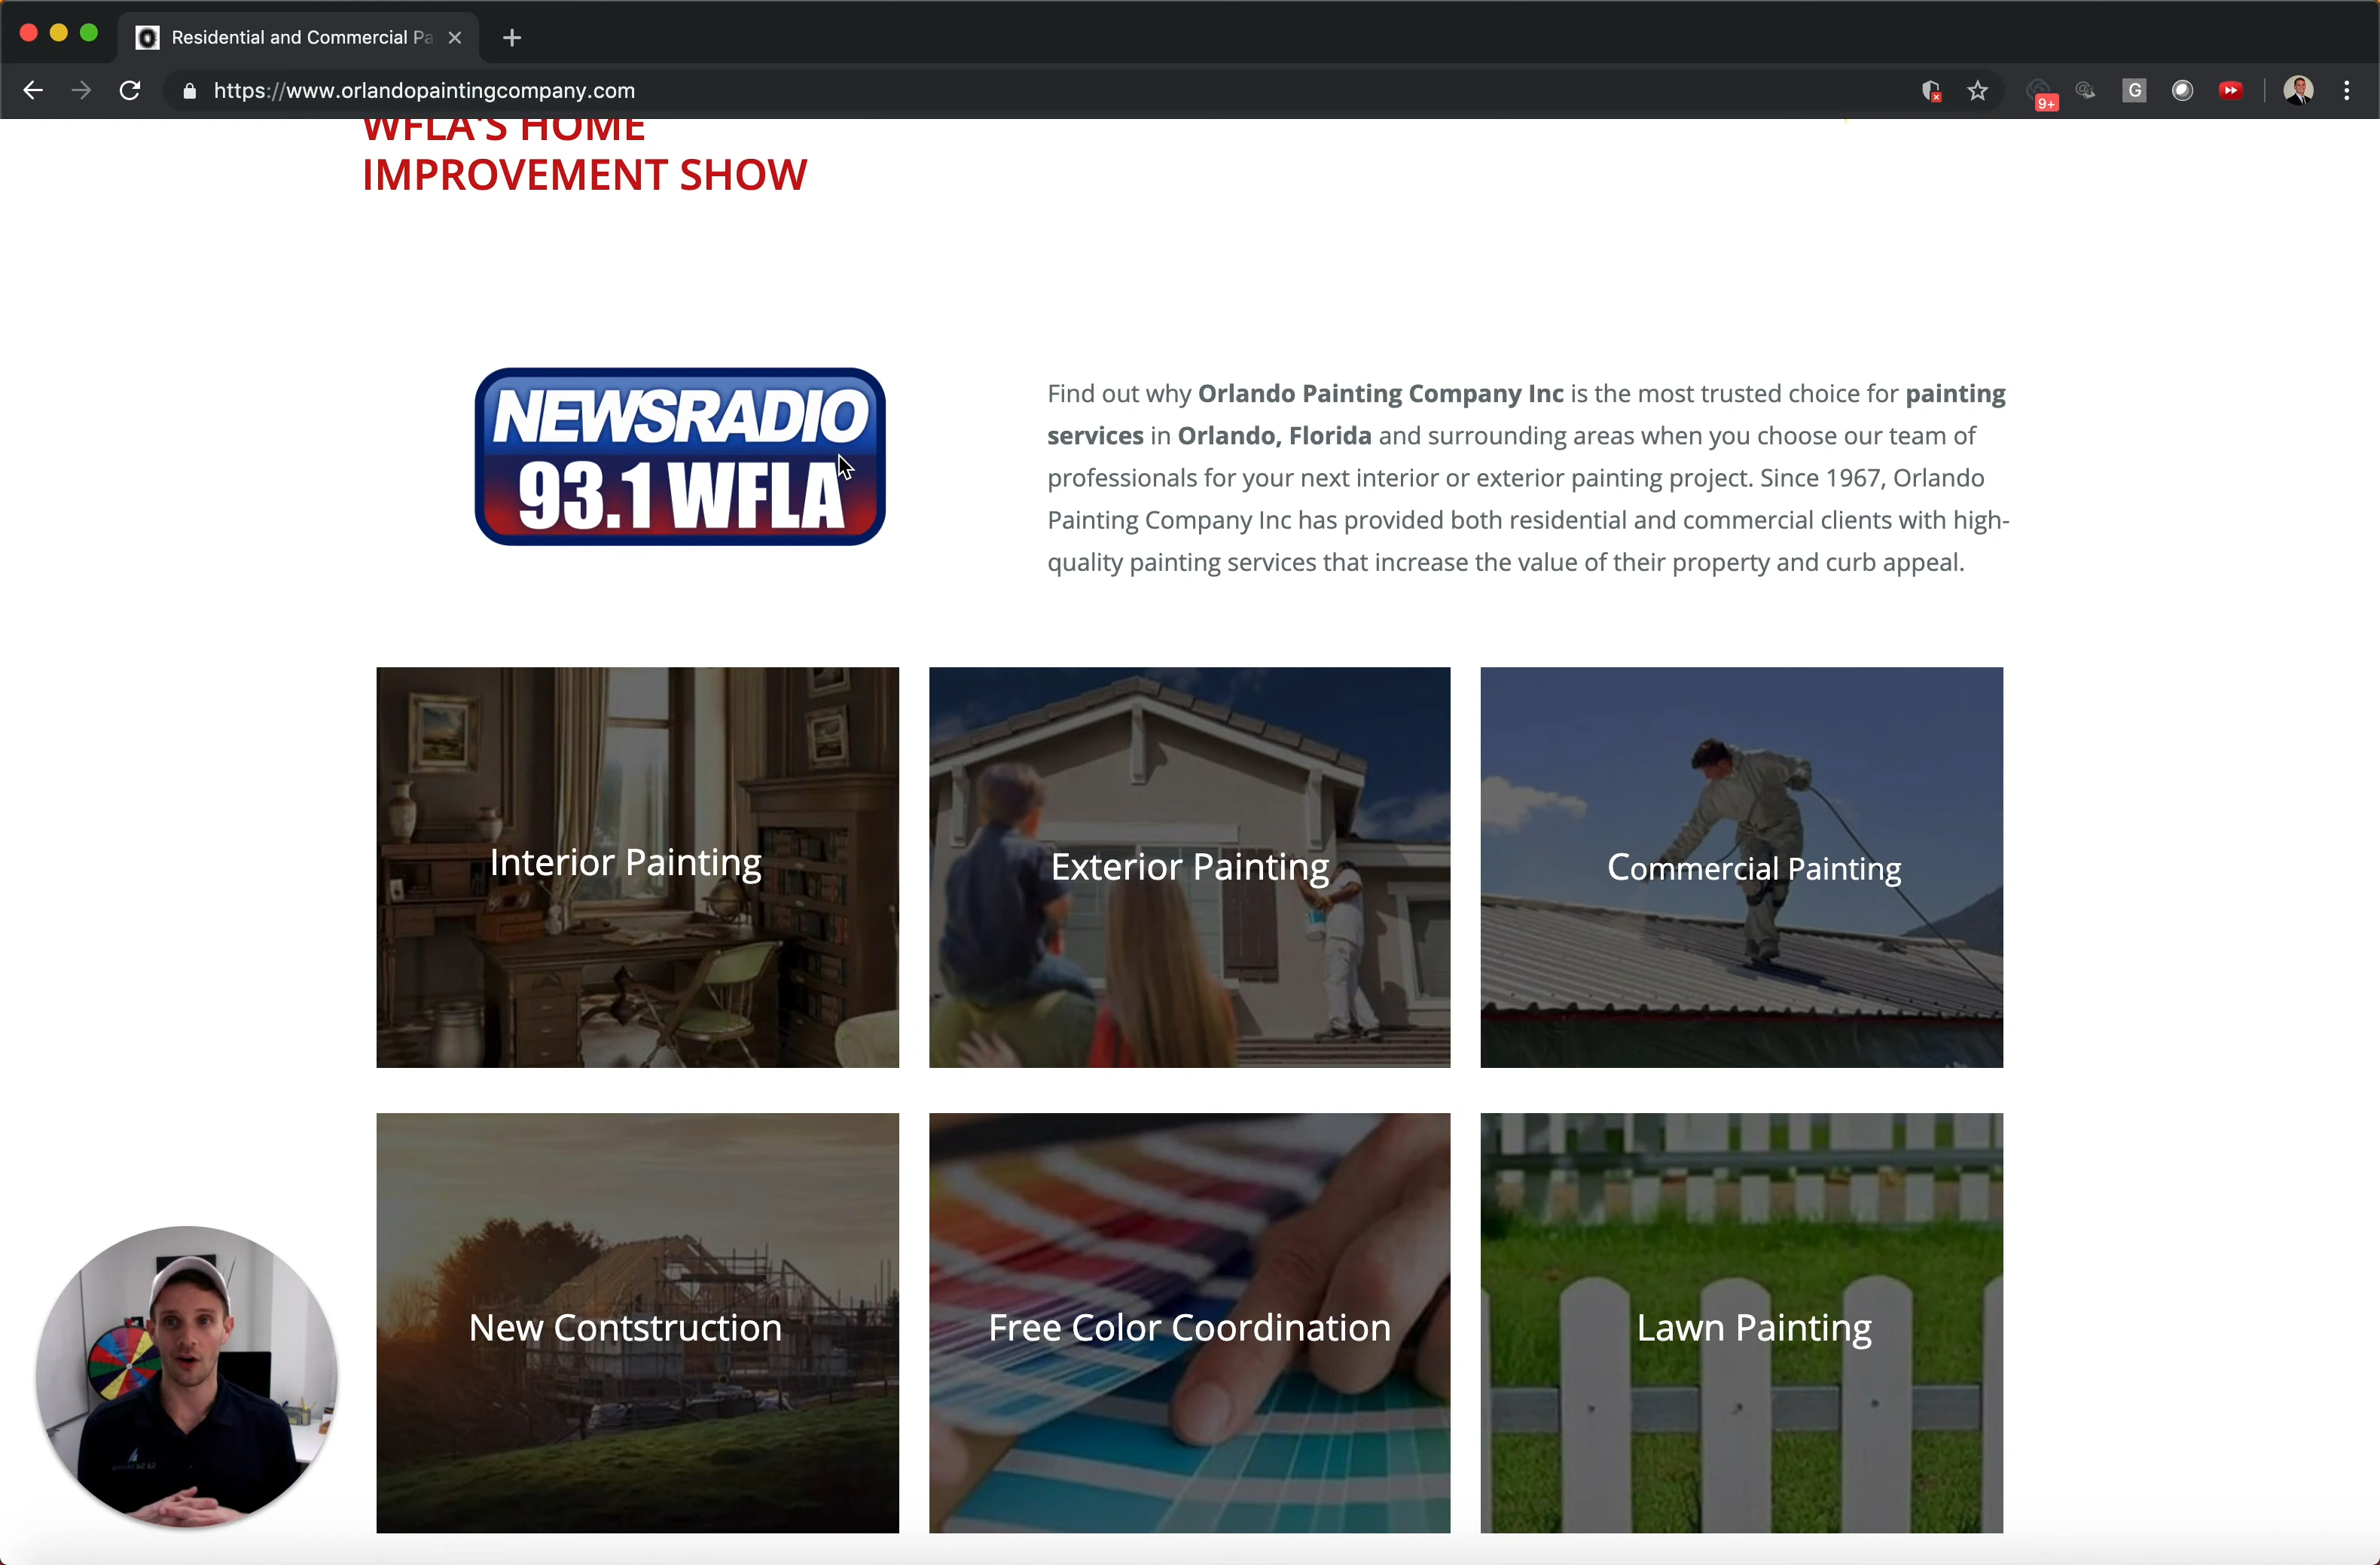 Residential and Commercial Pa
https://www.orlandopaintingcompany.com
9+
G
WFLA'S HOME
IMPROVEMENT SHOW
NEWSRADIO
93.1 WFLA
Find out why Orlando Painting Company Inc is the most trusted choice for painting
services in Orlando, Florida and surrounding areas when you choose our team of
professionals for your next interior or exterior painting project. Since 1967, Orlando
Painting Company Inc has provided both residential and commercial clients with high-
quality painting services that increase the value of their property and curb appeal.
Interior Painting
Exterior Painting
Commercial Painting
New Contstruction
Free Color Coordination
Lawn Painting